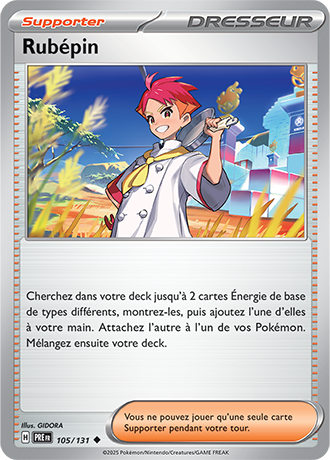 Supporter
DRESSEUR
Rubépin
Cherchez dans votre deck jusqu'à 2 cartes Énergie de base
de types différents, montrez-les, puis ajoutez l'une d'elles
à votre main. Attachez l'autre à l'un de vos Pokémon.
Mélangez ensuite votre deck.
Illus. GIDORA
H PRE FR 105/131
Vous ne pouvez jouer qu'une seule carte
Supporter pendant votre tour.
©2025 Pokémon/Nintendo/Creatures/GAME FREAK